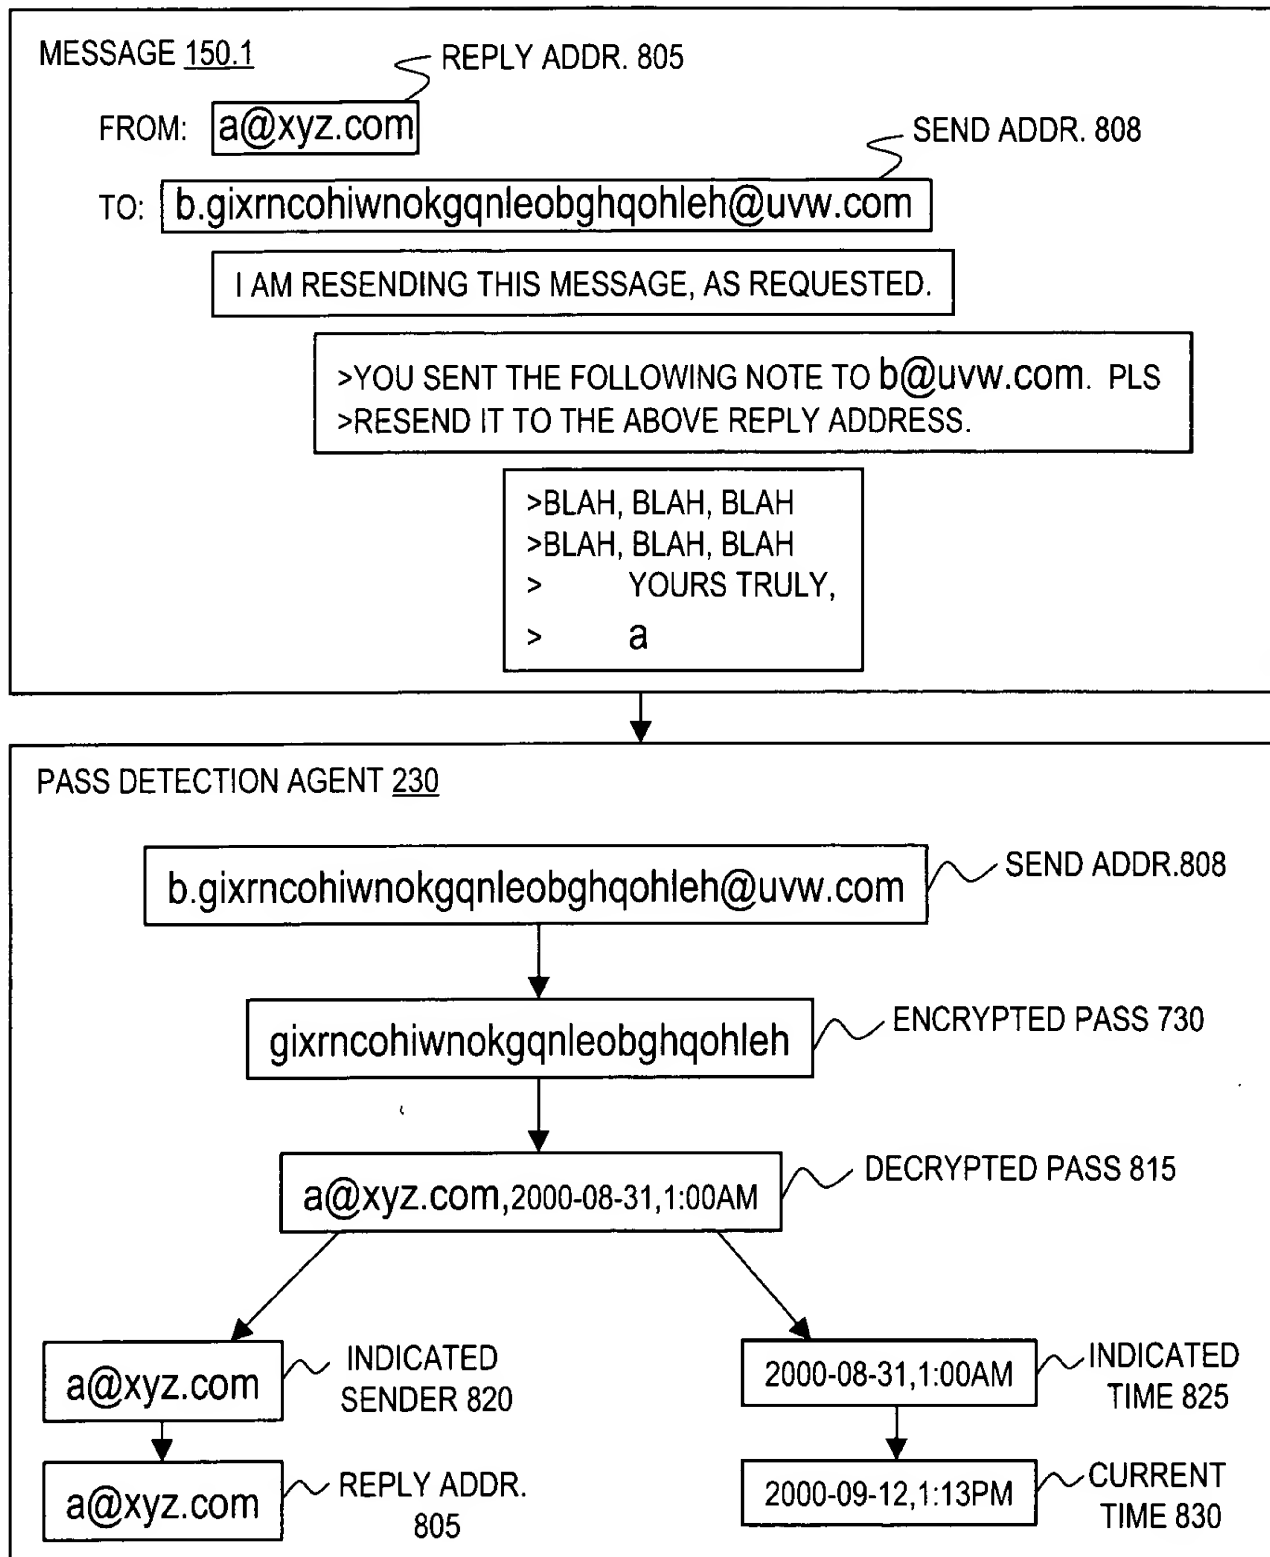 MESSAGE 150.1
REPLY ADDR. 805
FROM: a@xyz.com
SEND ADDR. 808
TO: b.gixrncohiwnokgqnleobghqohleh@uvw.com
I AM RESENDING THIS MESSAGE, AS REQUESTED.
>YOU SENT THE FOLLOWING NOTE TO b@uvw.com. PLS
>RESEND IT TO THE ABOVE REPLY ADDRESS.
>BLAH, BLAH, BLAH
>BLAH, BLAH, BLAH
> YOURS TRULY,
> a
PASS DETECTION AGENT 230
b.gixrncohiwnokgqnleobghqohleh@uvw.com
SEND ADDR.808
gixrncohiwnokgqnleobghqohleh
ENCRYPTED PASS 730
a@xyz.com,2000-08-31,1:00AM
DECRYPTED PASS 815
a@xyz.com
INDICATED
SENDER 820
2000-08-31,1:00AM
INDICATED
TIME 825
a@xyz.com
REPLY ADDR.
805
2000-09-12,1:13PM
CURRENT
TIME 830